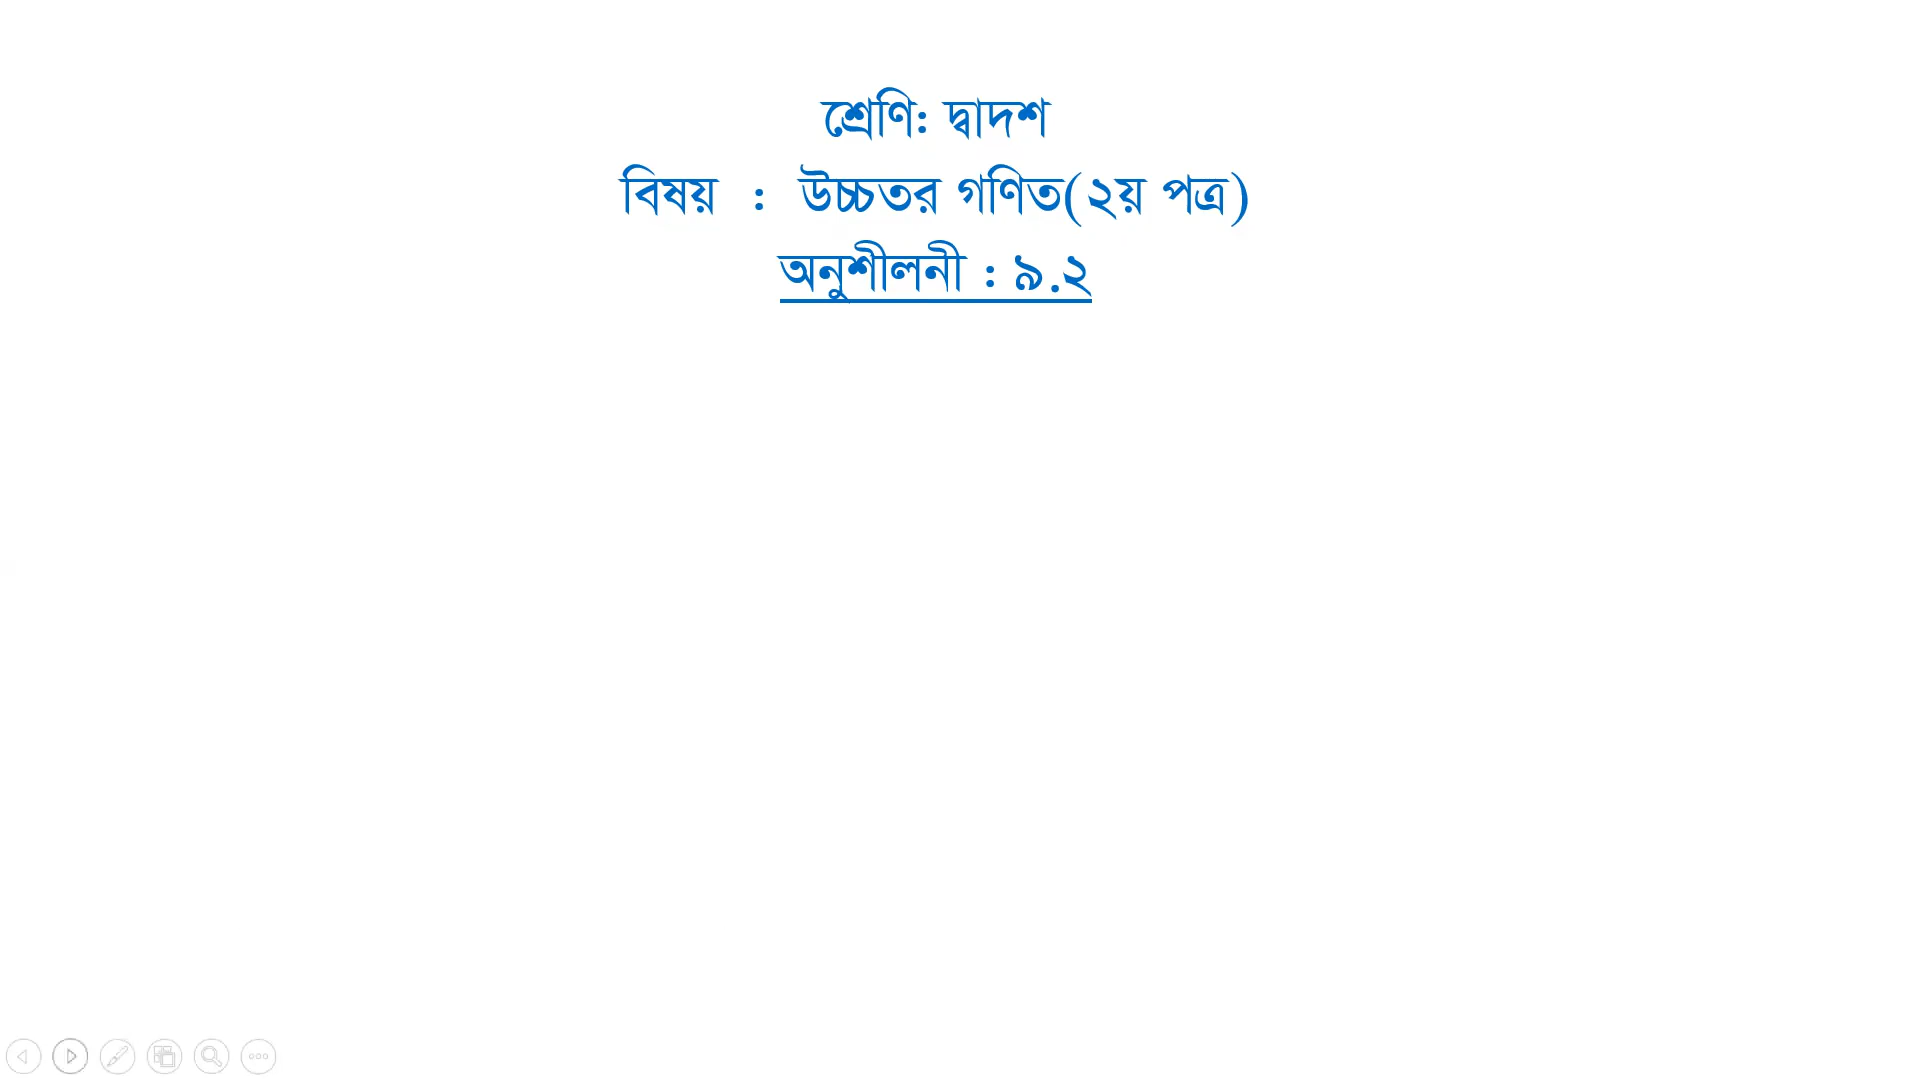 শ্রেণি: দ্বাদশ
বিষয় : উচ্চতর গণিত(২য় পত্র)
অনুশীলনী : ৯.২